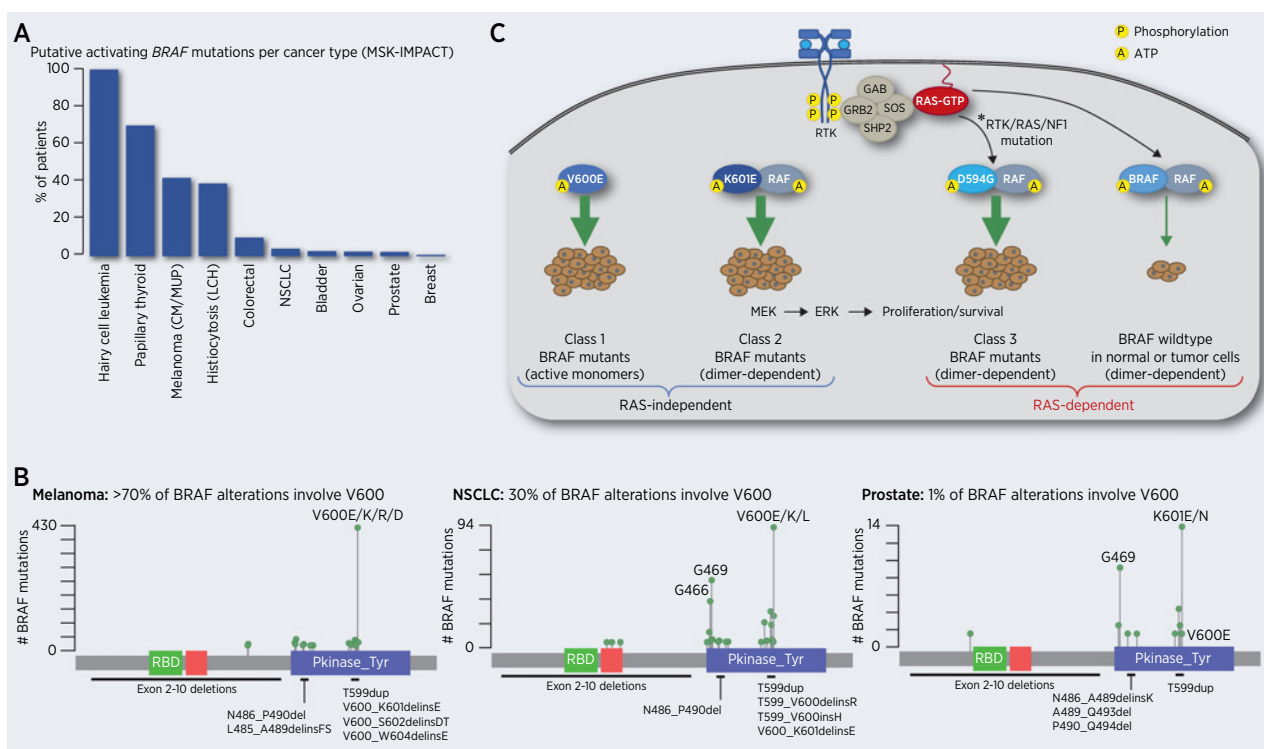 A
Putative activating BRAF mutations per cancer type (MSK-IMPACT)
% of patients
100
80
60
40
20
0
Hairy cell leukemia
Papillary thyroid
Melanoma (CM/MUP)
Histiocytosis (LCH)
Colorectal
NSCLC
Bladder
Ovarian
Prostate
Breast
C
P Phosphorylation
A ATP
P P
P P
RTK
GAB
GRB2
SOS
SHP2
RAS-GTP
*RTK/RAS/NF1
mutation
A V600E
A K601E RAF A
A D594G RAF A
A BRAF RAF A
MEK ERK Proliferation/survival
Class 1
BRAF mutants
(active monomers)
Class 2
BRAF mutants
(dimer-dependent)
RAS-independent
Class 3
BRAF mutants
(dimer-dependent)
BRAF wildtype
in normal or tumor cells
(dimer-dependent)
RAS-dependent
B
Melanoma: >70% of BRAF alterations involve V600
# BRAF mutations
430
0
V600E/K/R/D
RBD
Pkinase_Tyr
Exon 2-10 deletions
N486_P490del
L485_A489delinsFS
T599dup
V600_K601delinsE
V600_S602delinsDT
V600_W604delinsE
NSCLC: 30% of BRAF alterations involve V600
# BRAF mutations
94
0
V600E/K/L
G469
G466
RBD
Pkinase_Tyr
Exon 2-10 deletions
N486_P490del
T599dup
T599_V600delinsR
T599_V600insH
V600_K601delinsE
Prostate: 1% of BRAF alterations involve V600
# BRAF mutations
14
0
K601E/N
G469
V600E
RBD
Pkinase_Tyr
Exon 2-10 deletions
N486_A489delinsK
A489_Q493del
P490_Q494del
T599dup